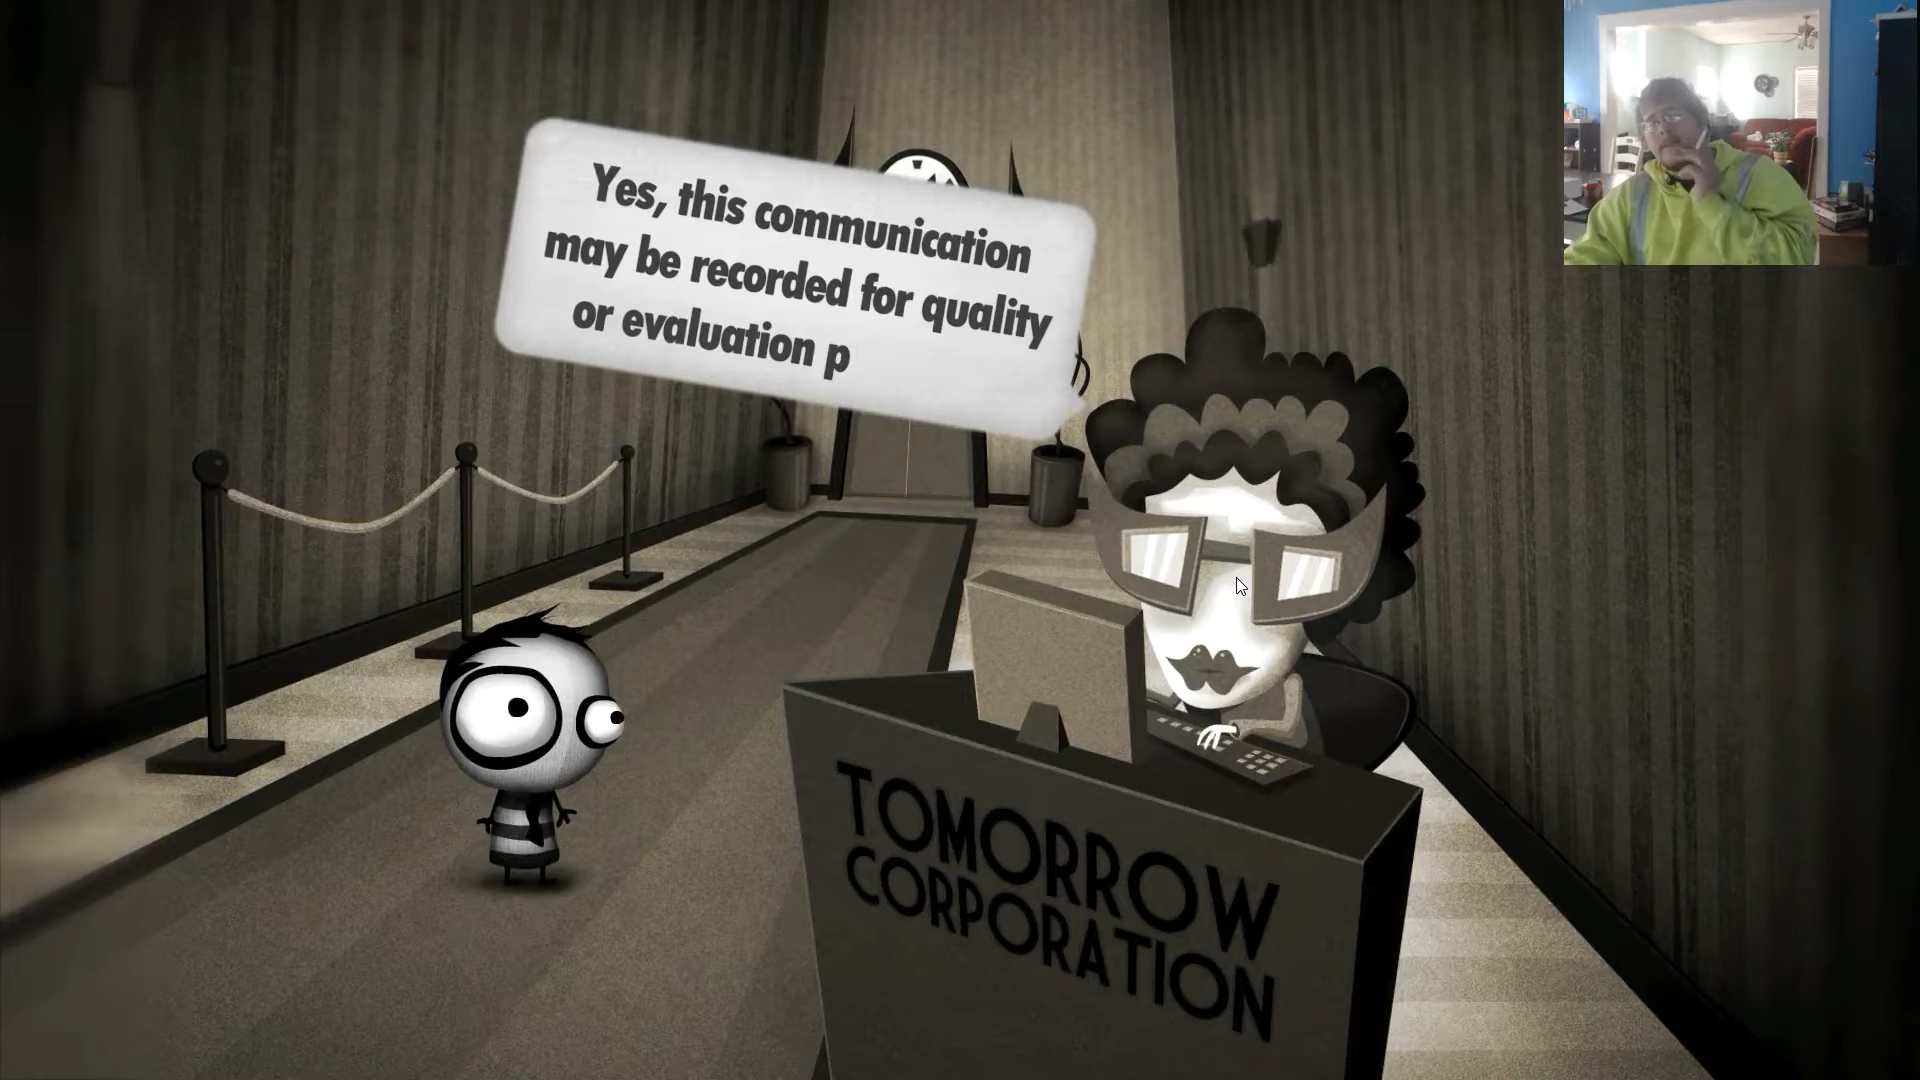 Yes, this communication
may be recorded for quality
or evaluation p
TOMORROW
CORPORATION